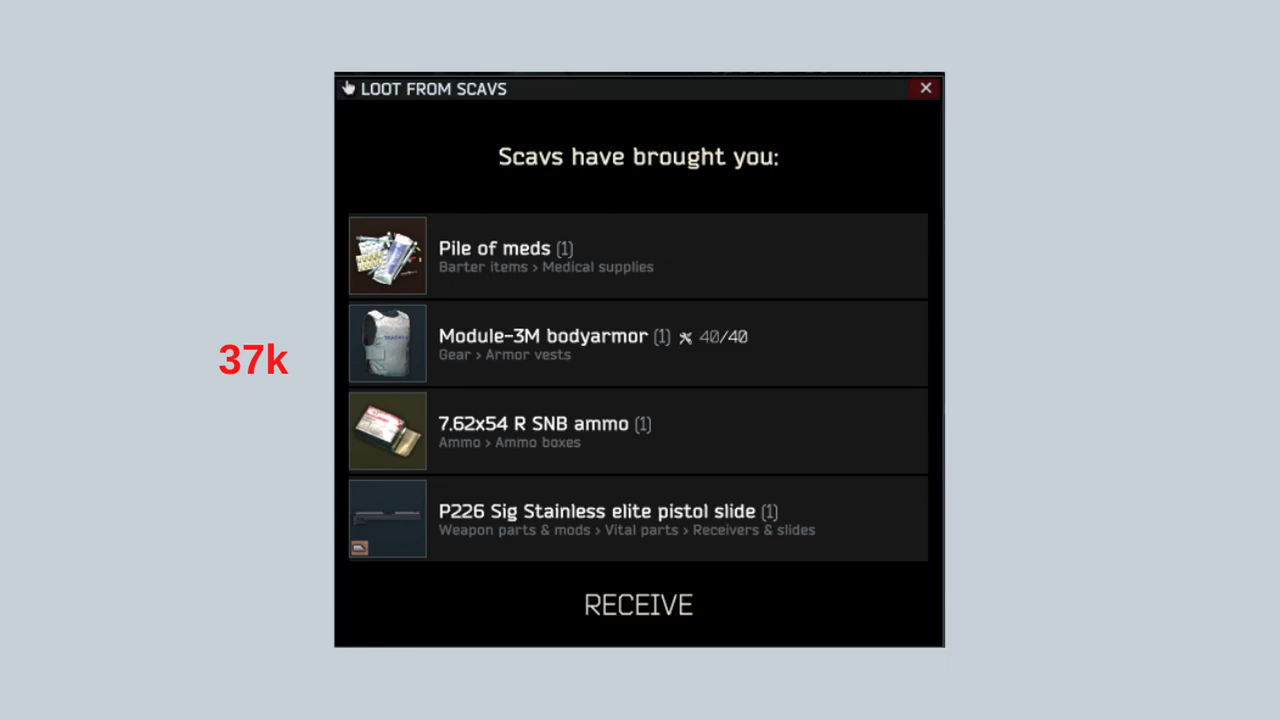 LOOT FROM SCAVS
Scavs have brought you:
Pile of meds (1)
Barter items > Medical supplies
37k
Module-3M bodyarmor (1) 40/40
Gear > Armor vests
7.62x54 R SNB ammo (1)
Ammo > Ammo boxes
P226 Sig Stainless elite pistol slide (1)
Weapon parts & mods > Vital parts > Receivers & slides
RECEIVE